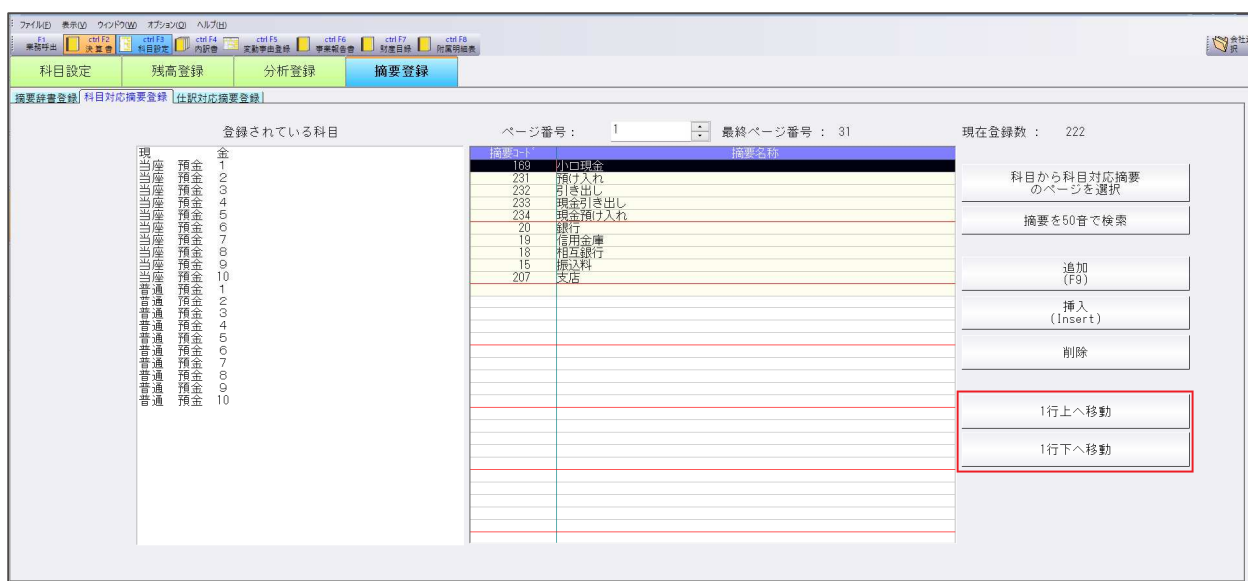 ファイル(F) 表示(V) ウィンドウ(W) オプション(O) ヘルプ(H)
F1 業務呼出 ctrl F2 決算書 ctrl F3 科目設定 ctrl F4 内訳書 ctrl F5 変動事由登録 ctrl F6 事業報告書 ctrl F7 財産目録 ctrl F8 附属明細表
科目設定 残高登録 分析登録 摘要登録
摘要辞書登録 科目対応摘要登録 仕訳対応摘要登録
登録されている科目 ページ番号: 1 最終ページ番号 : 31 現在登録数 : 222
現 金
当座 預金 1
当座 預金 2
当座 預金 3
当座 預金 4
当座 預金 5
当座 預金 6
当座 預金 7
当座 預金 8
当座 預金 9
当座 預金 10
普通 預金 1
普通 預金 2
普通 預金 3
普通 預金 4
普通 預金 5
普通 預金 6
普通 預金 7
普通 預金 8
普通 預金 9
普通 預金 10
摘要コード 摘要名称
169 小口現金
231 預け入れ
232 引き出し
233 現金引き出し
234 現金預け入れ
20 銀行
19 信用金庫
18 相互銀行
15 振込料
207 支店
科目から科目対応摘要
のページを選択
摘要を50音で検索
追加
(F9)
挿入
(Insert)
削除
1行上へ移動
1行下へ移動